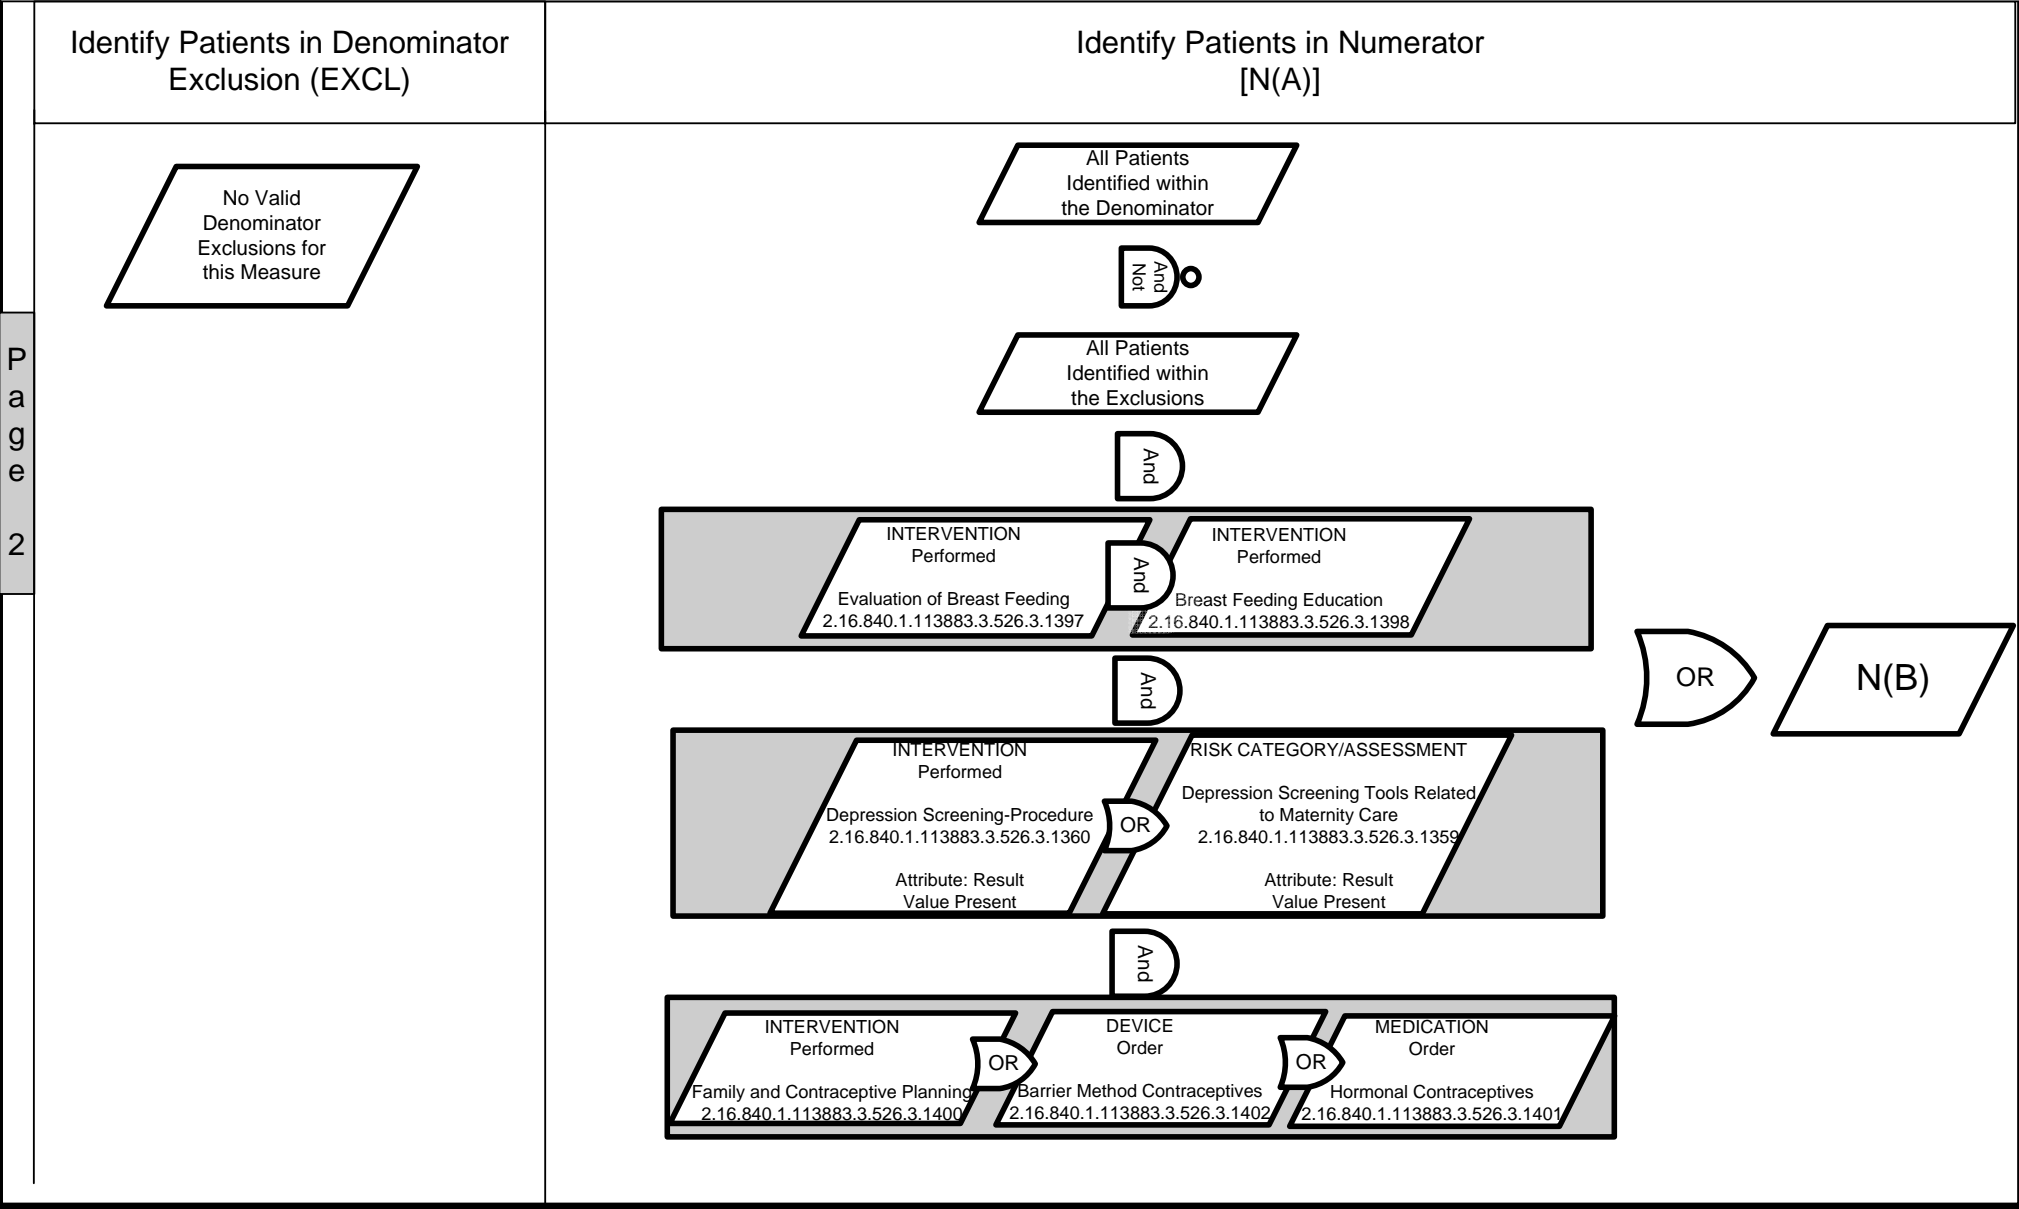 Identify Patients in Denominator
Exclusion (EXCL)
Identify Patients in Numerator
[N(A)]
No Valid
Denominator
Exclusions for
this Measure
P
a
g
e
2
All Patients
Identified within
the Denominator
And
Not
All Patients
Identified within
the Exclusions
And
INTERVENTION
Performed
Evaluation of Breast Feeding
2.16.840.1.113883.3.526.3.1397
And
INTERVENTION
Performed
Breast Feeding Education
2.16.840.1.113883.3.526.3.1398
And
INTERVENTION
Performed
Depression Screening-Procedure
2.16.840.1.113883.3.526.3.1360
Attribute: Result
Value Present
OR
RISK CATEGORY/ASSESSMENT
Depression Screening Tools Related
to Maternity Care
2.16.840.1.113883.3.526.3.1359
Attribute: Result
Value Present
And
INTERVENTION
Performed
Family and Contraceptive Planning
2.16.840.1.113883.3.526.3.1400
OR
DEVICE
Order
Barrier Method Contraceptives
2.16.840.1.113883.3.526.3.1402
OR
MEDICATION
Order
Hormonal Contraceptives
2.16.840.1.113883.3.526.3.1401
OR
N(B)